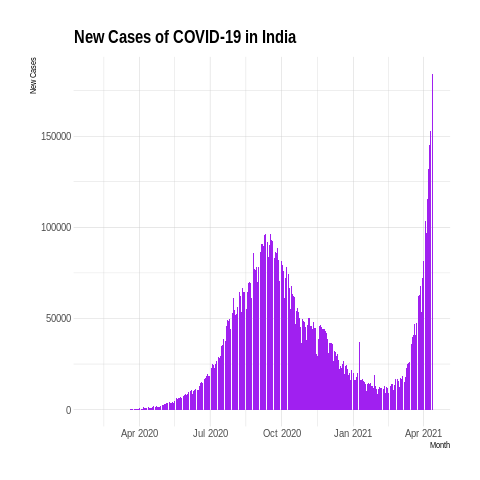 New Cases of COVID-19 in India
New Cases
150000
100000
50000
0
Apr 2020 Jul 2020 Oct 2020 Jan 2021 Apr 2021
Month